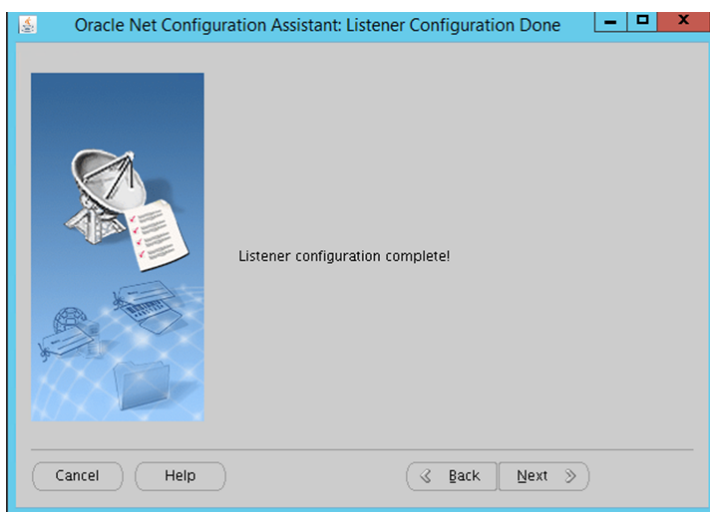 Oracle Net Configuration Assistant: Listener Configuration Done
Listener configuration complete!
Cancel Help Back Next